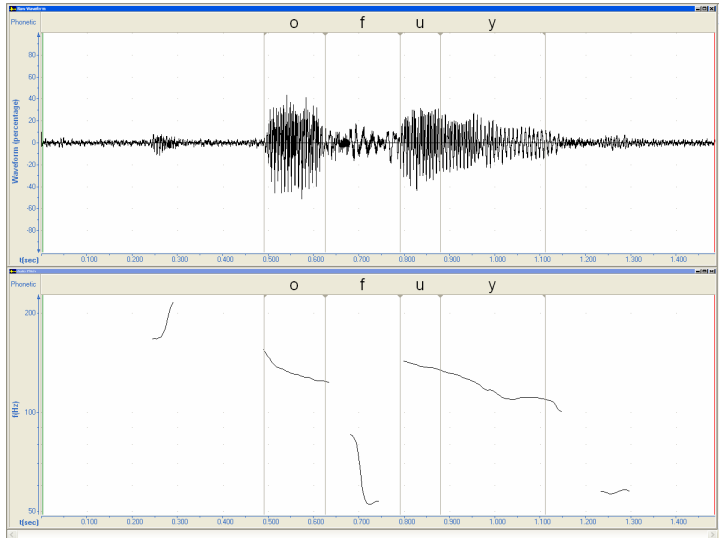 Raw Waveform
Phonetic o f u y
Waveform (percentage)
80
60
40
20
0
-20
-40
-60
-80
t(sec) 0.100 0.200 0.300 0.400 0.500 0.600 0.700 0.800 0.900 1.000 1.100 1.200 1.300 1.400
Phonetic o f u y
f(Hz)
200
100
50
t(sec) 0.100 0.200 0.300 0.400 0.500 0.600 0.700 0.800 0.900 1.000 1.100 1.200 1.300 1.400